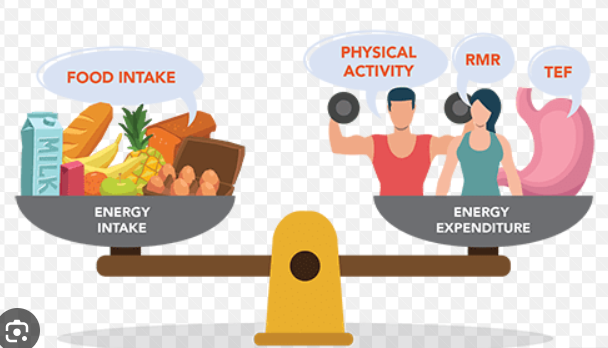 FOOD INTAKE
PHYSICAL
ACTIVITY
RMR
TEF
MILK
ENERGY
INTAKE
ENERGY
EXPENDITURE